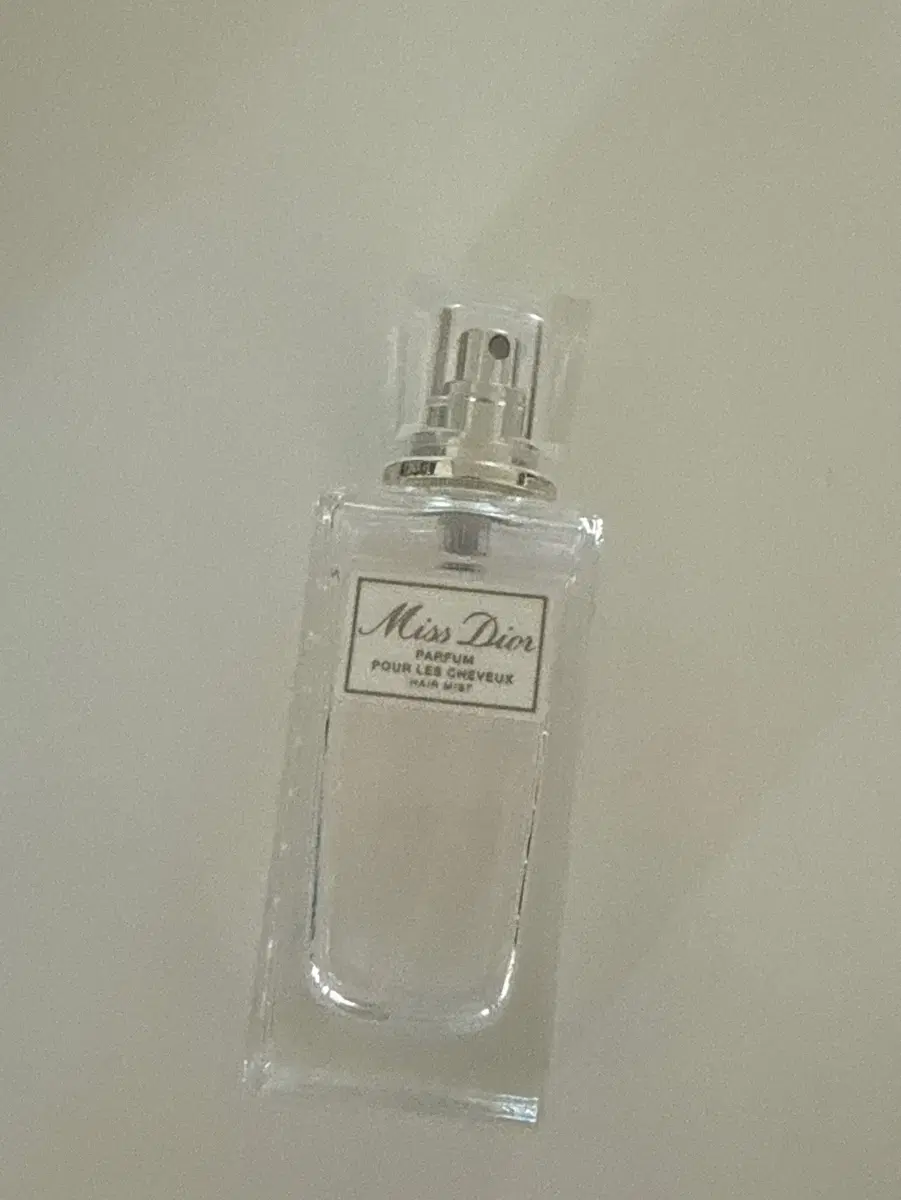 Miss Dior
PARFUM
POUR LES CHEVEUX
HAIR MIST